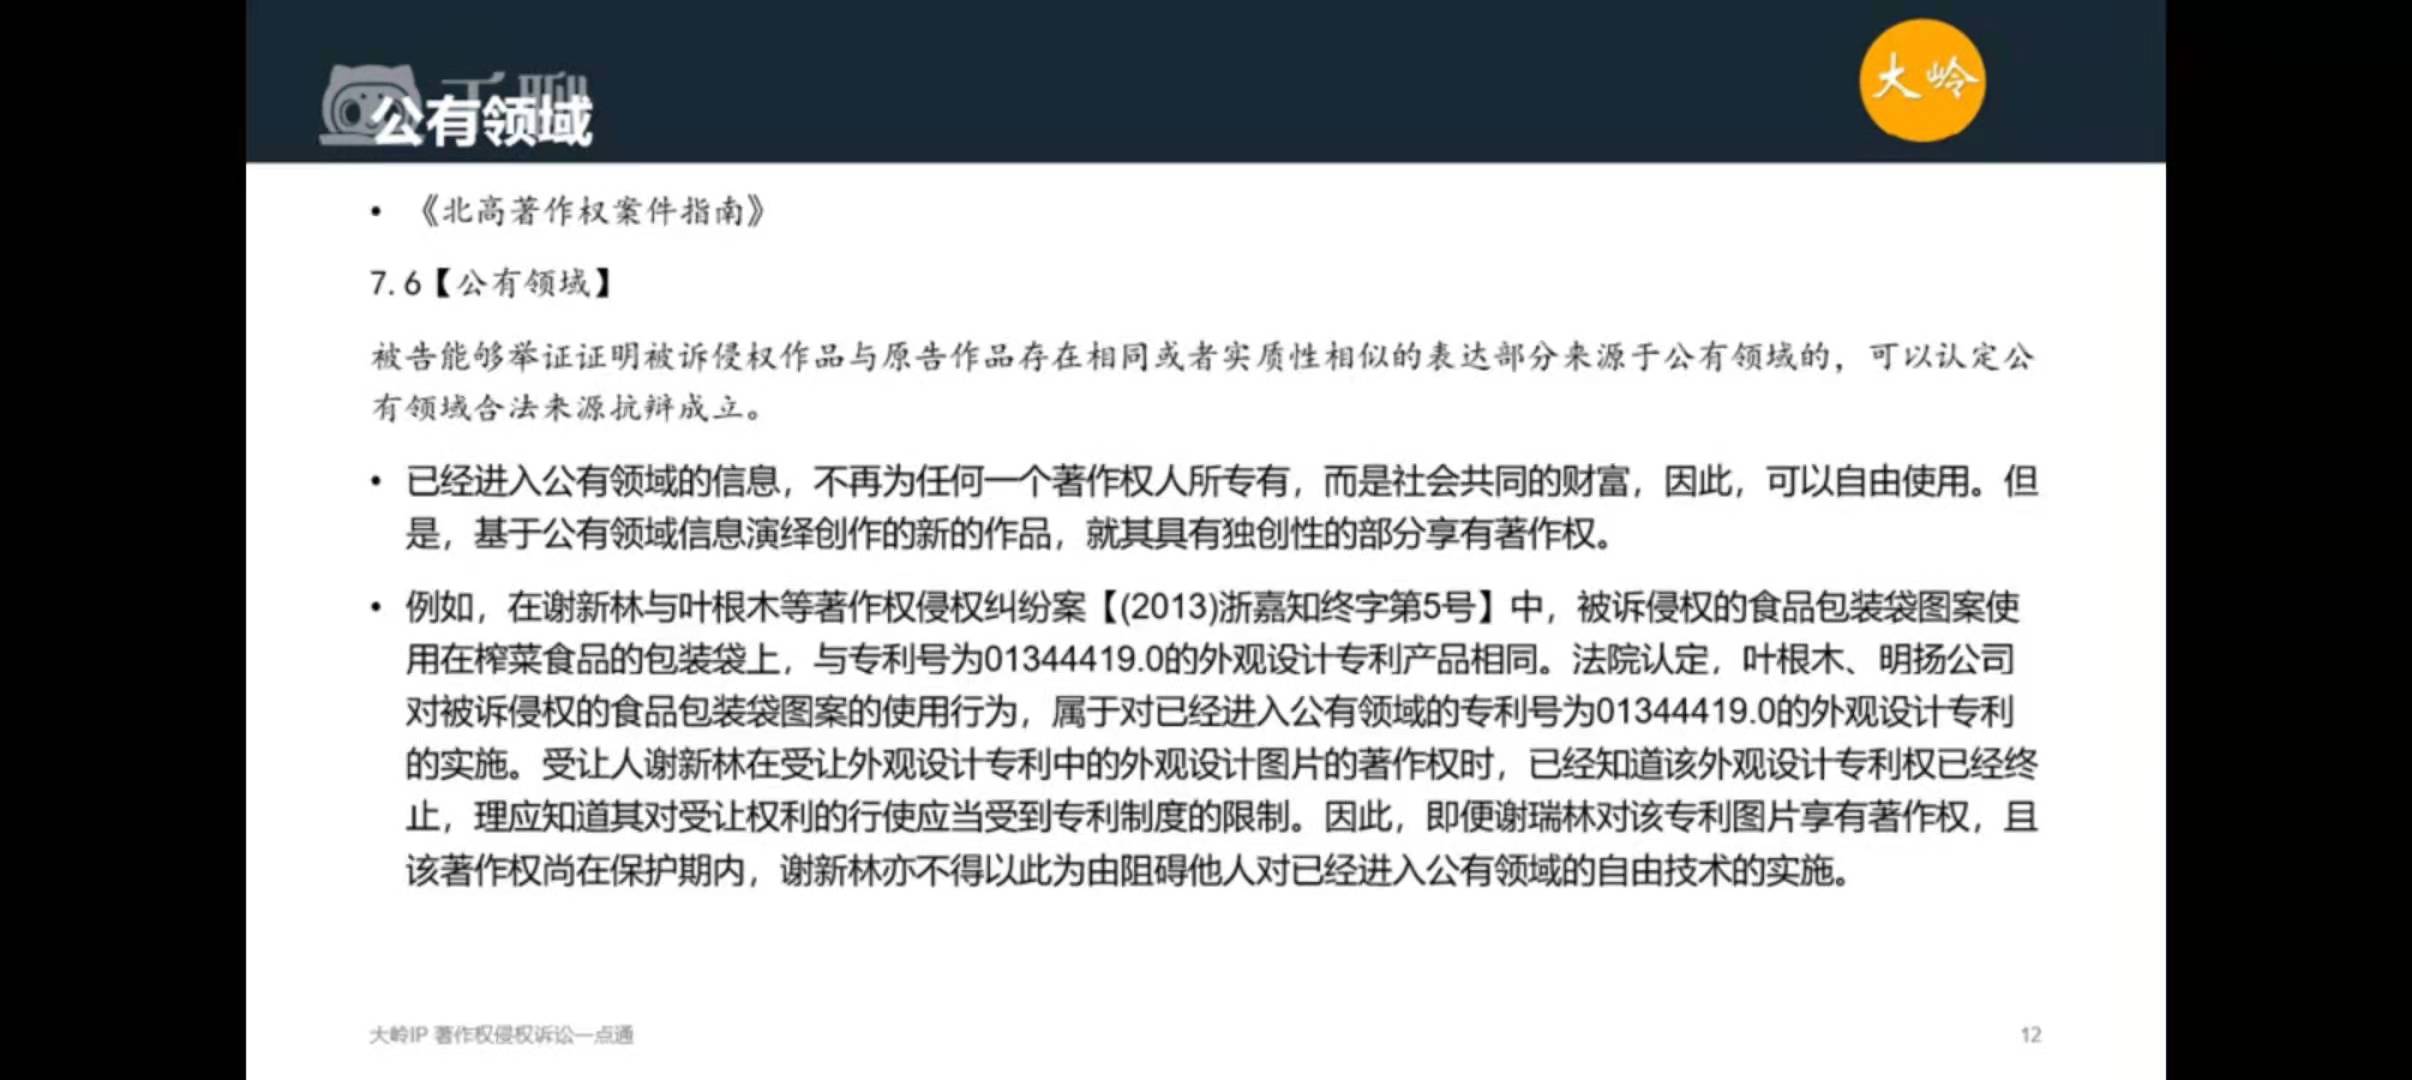 千聊
大岭
公有领域
• 《北高著作权案件指南》
7.6【公有领域】
被告能够举证证明被诉侵权作品与原告作品存在相同或者实质性相似的表达部分来源于公有领域的，可以认定公
有领域合法来源抗辩成立。
• 已经进入公有领域的信息，不再为任何一个著作权人所专有，而是社会共同的财富，因此，可以自由使用。但
是，基于公有领域信息演绎创作的新的作品，就其具有独创性的部分享有著作权。
• 例如，在谢新林与叶根木等著作权侵权纠纷案【(2013)浙嘉知终字第5号】中，被诉侵权的食品包装袋图案使
用在榨菜食品的包装袋上，与专利号为01344419.0的外观设计专利产品相同。法院认定，叶根木、明扬公司
对被诉侵权的食品包装袋图案的使用行为，属于对已经进入公有领域的专利号为01344419.0的外观设计专利
的实施。受让人谢新林在受让外观设计专利中的外观设计图片的著作权时，已经知道该外观设计专利权已经终
止，理应知道其对受让权利的行使应当受到专利制度的限制。因此，即便谢瑞林对该专利图片享有著作权，且
该著作权尚在保护期内，谢新林亦不得以此为由阻碍他人对已经进入公有领域的自由技术的实施。
大岭IP 著作权侵权诉讼一点通
12